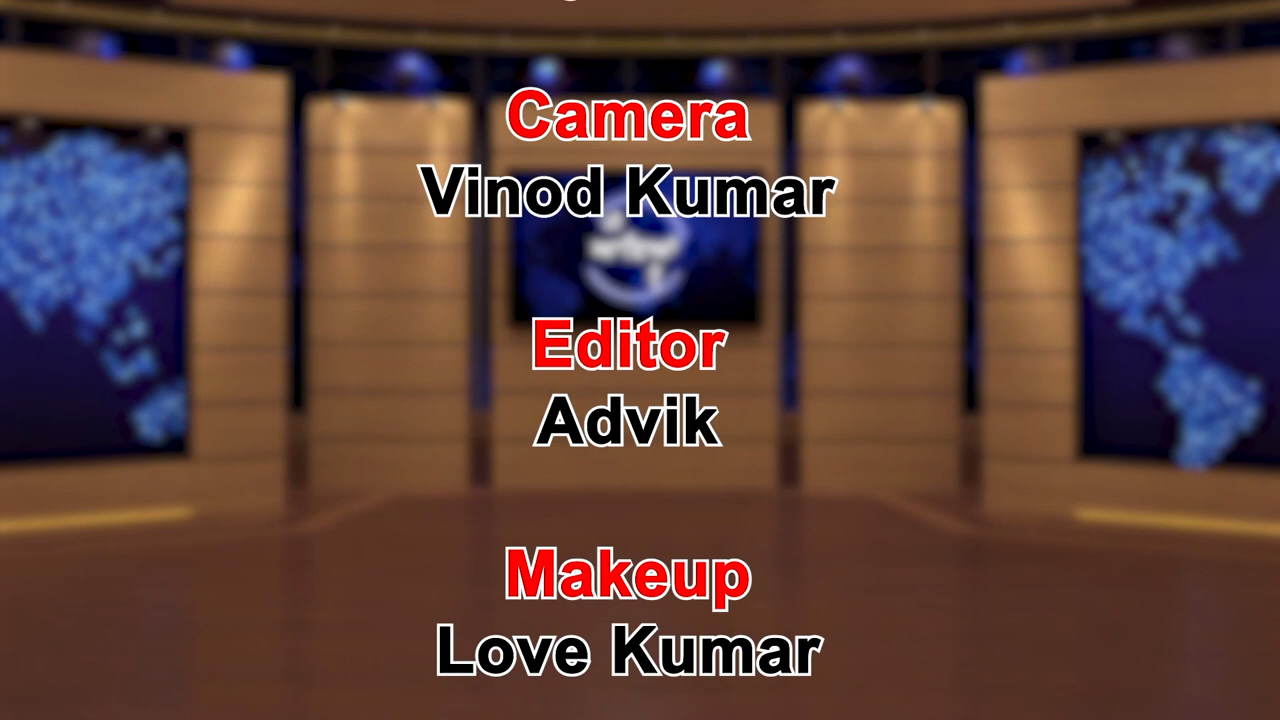 Camera
Vinod Kumar
Editor
Advik
Makeup
Love Kumar